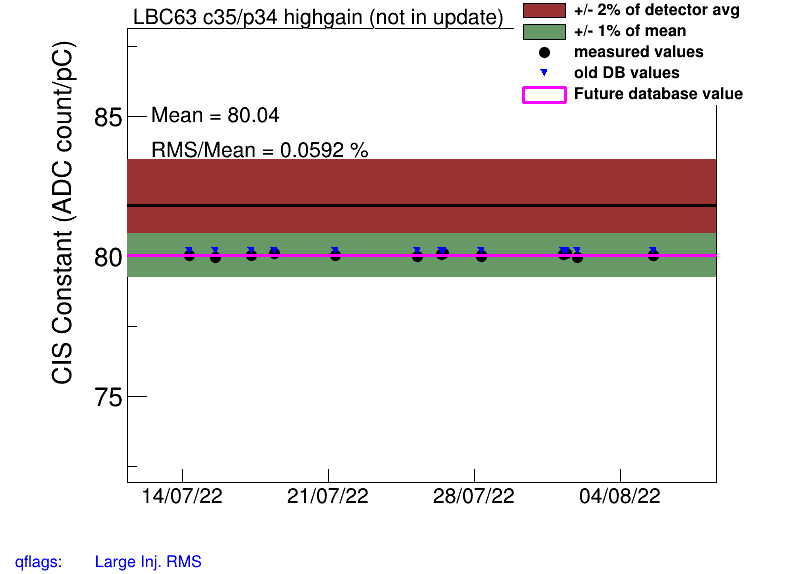 LBC63 c35/p34 highgain (not in update)
+/- 2% of detector avg
+/- 1% of mean
measured values
old DB values
Future database value
CIS Constant (ADC count/pC)
85
80
75
Mean = 80.04
RMS/Mean = 0.0592 %
14/07/22 21/07/22 28/07/22 04/08/22
qflags: Large Inj. RMS